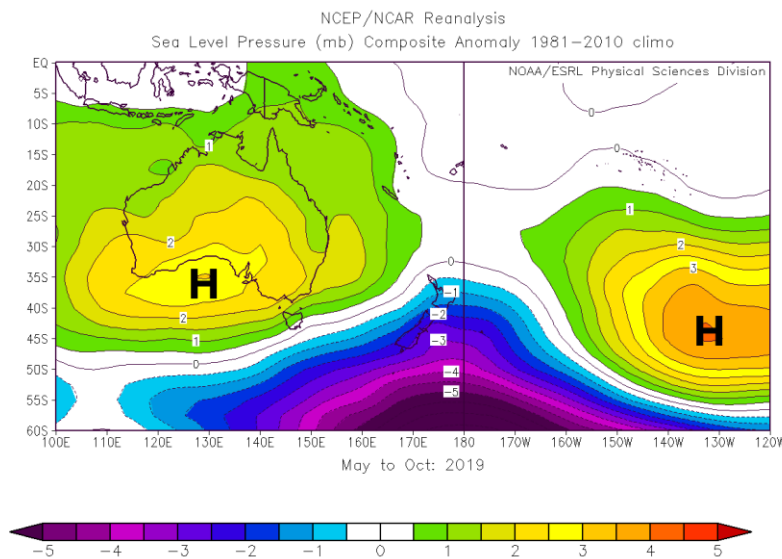 NCEP/NCAR Reanalysis
Sea Level Pressure (mb) Composite Anomaly 1981−2010 climo
NOAA/ESRL Physical Sciences Division
EQ
5S
10S
15S
20S
25S
30S
35S
40S
45S
50S
55S
60S
0
1
0
1
2
2
3
H
0
−1
H
2
−2
1
−3
0
−4
−5
100E 110E 120E 130E 140E 150E 160E 170E 180 170W 160W 150W 140W 130W 120W
May to Oct: 2019
−5 −4 −3 −2 −1 0 1 2 3 4 5